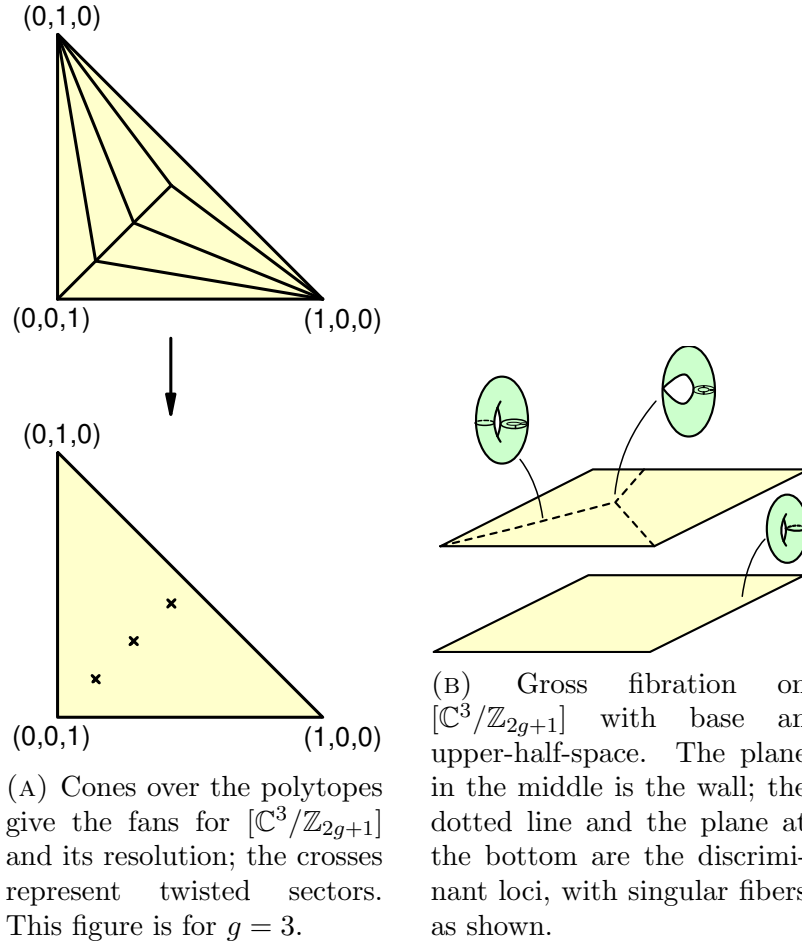 (0,1,0)
(0,0,1)
(1,0,0)
(0,1,0)
(0,0,1)
(1,0,0)
(A) Cones over the polytopes
give the fans for [ℂ³/ℤ₂g₊₁]
and its resolution; the crosses
represent twisted sectors.
This figure is for g = 3.
(B) Gross fibration on
[ℂ³/ℤ₂g₊₁] with base an
upper-half-space. The plane
in the middle is the wall; the
dotted line and the plane at
the bottom are the discrimi-
nant loci, with singular fibers
as shown.